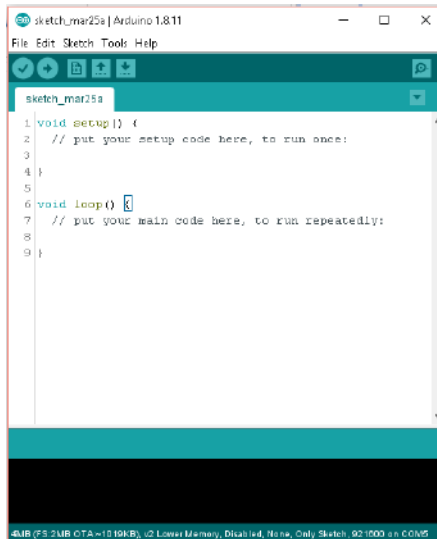 sketch_mar25a | Arduino 1.8.11
File Edit Sketch Tools Help
sketch_mar25a
1 void setup() {
2 // put your setup code here, to run once:
3
4 }
5
6 void loop() {
7 // put your main code here, to run repeatedly:
8
9 }
4MB (FS:2MB OTA:~1019KB), v2 Lower Memory, Disabled, None, Only Sketch, 921600 on COM5